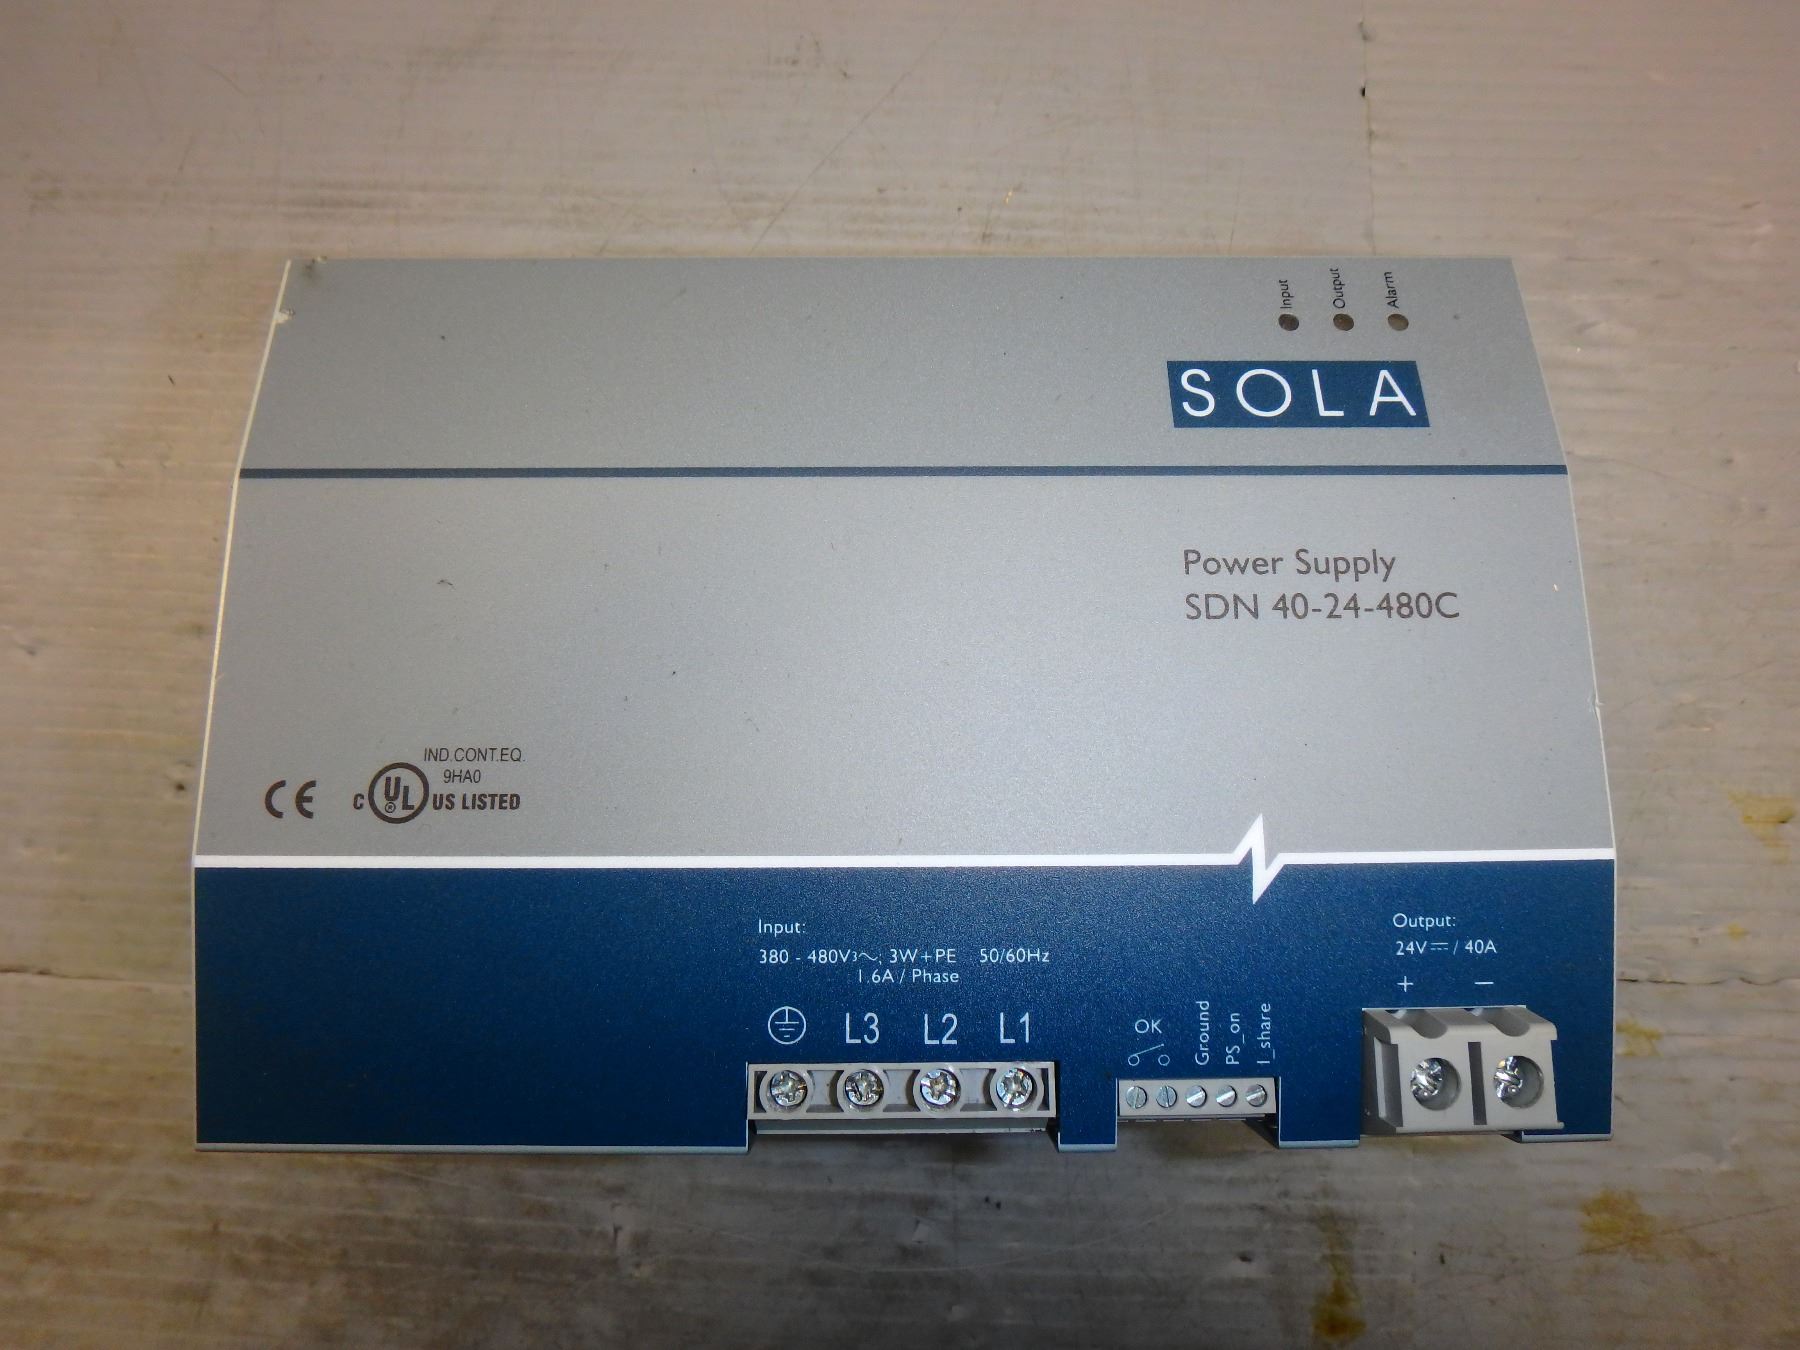 Input Output Alarm
SOLA
Power Supply
SDN 40-24-480C
IND.CONT.EQ.
9HA0
CE C UL ® US LISTED
Input:
380 - 480V3~, 3W+PE 50/60Hz
1.6A / Phase
L3 L2 L1
OK
Ground
PS_on
I_share
Output:
24V⎓ / 40A
+ −